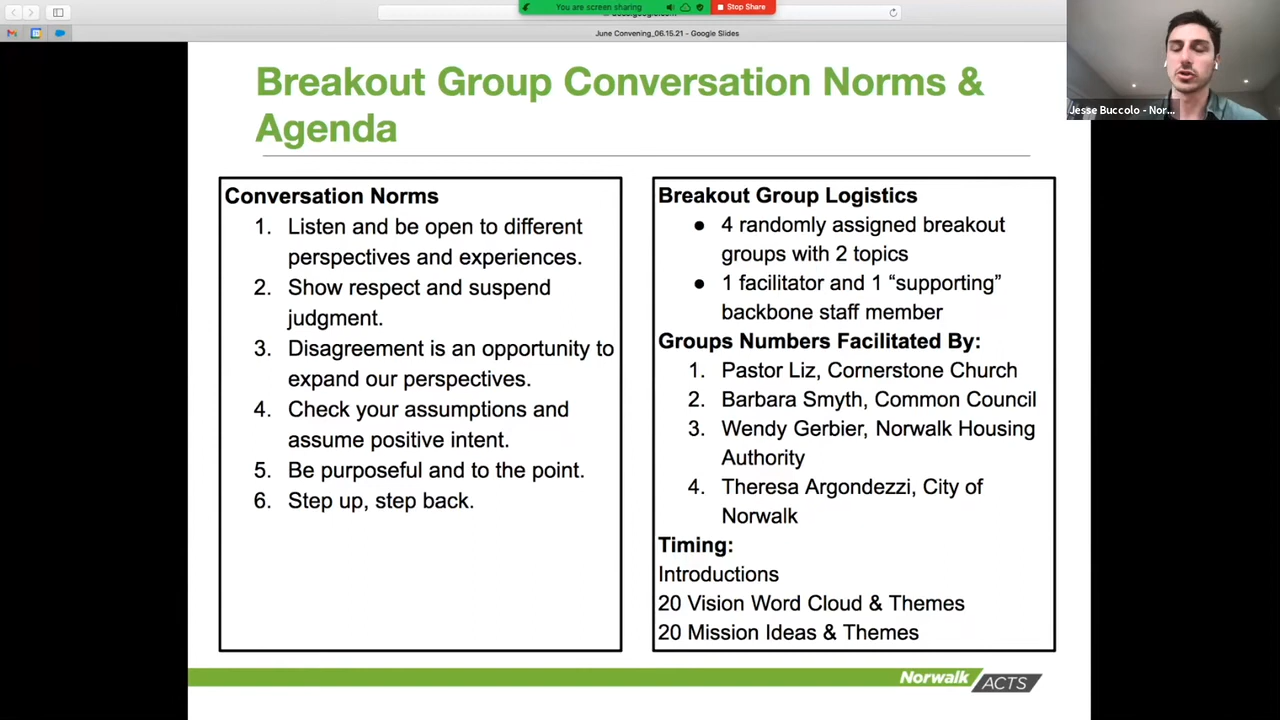 You are screen sharing
Stop Share
June Convening_06.15.21 - Google Slides
Jesse Buccolo - Nor...
Breakout Group Conversation Norms &
Agenda
Conversation Norms
1. Listen and be open to different
perspectives and experiences.
2. Show respect and suspend
judgment.
3. Disagreement is an opportunity to
expand our perspectives.
4. Check your assumptions and
assume positive intent.
5. Be purposeful and to the point.
6. Step up, step back.
Breakout Group Logistics
● 4 randomly assigned breakout
groups with 2 topics
● 1 facilitator and 1 “supporting”
backbone staff member
Groups Numbers Facilitated By:
1. Pastor Liz, Cornerstone Church
2. Barbara Smyth, Common Council
3. Wendy Gerbier, Norwalk Housing
Authority
4. Theresa Argondezzi, City of
Norwalk
Timing:
Introductions
20 Vision Word Cloud & Themes
20 Mission Ideas & Themes
Norwalk
ACTS